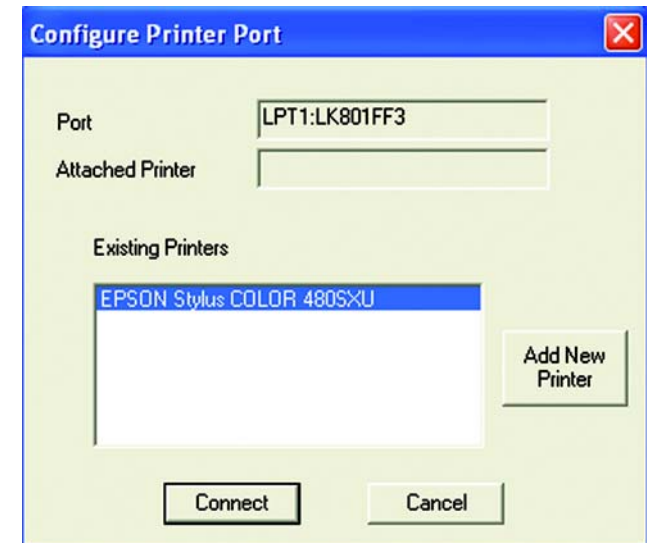 Configure Printer Port
Port
LPT1:LK801FF3
Attached Printer
Existing Printers
EPSON Stylus COLOR 480SXU
Add New
Printer
Connect
Cancel